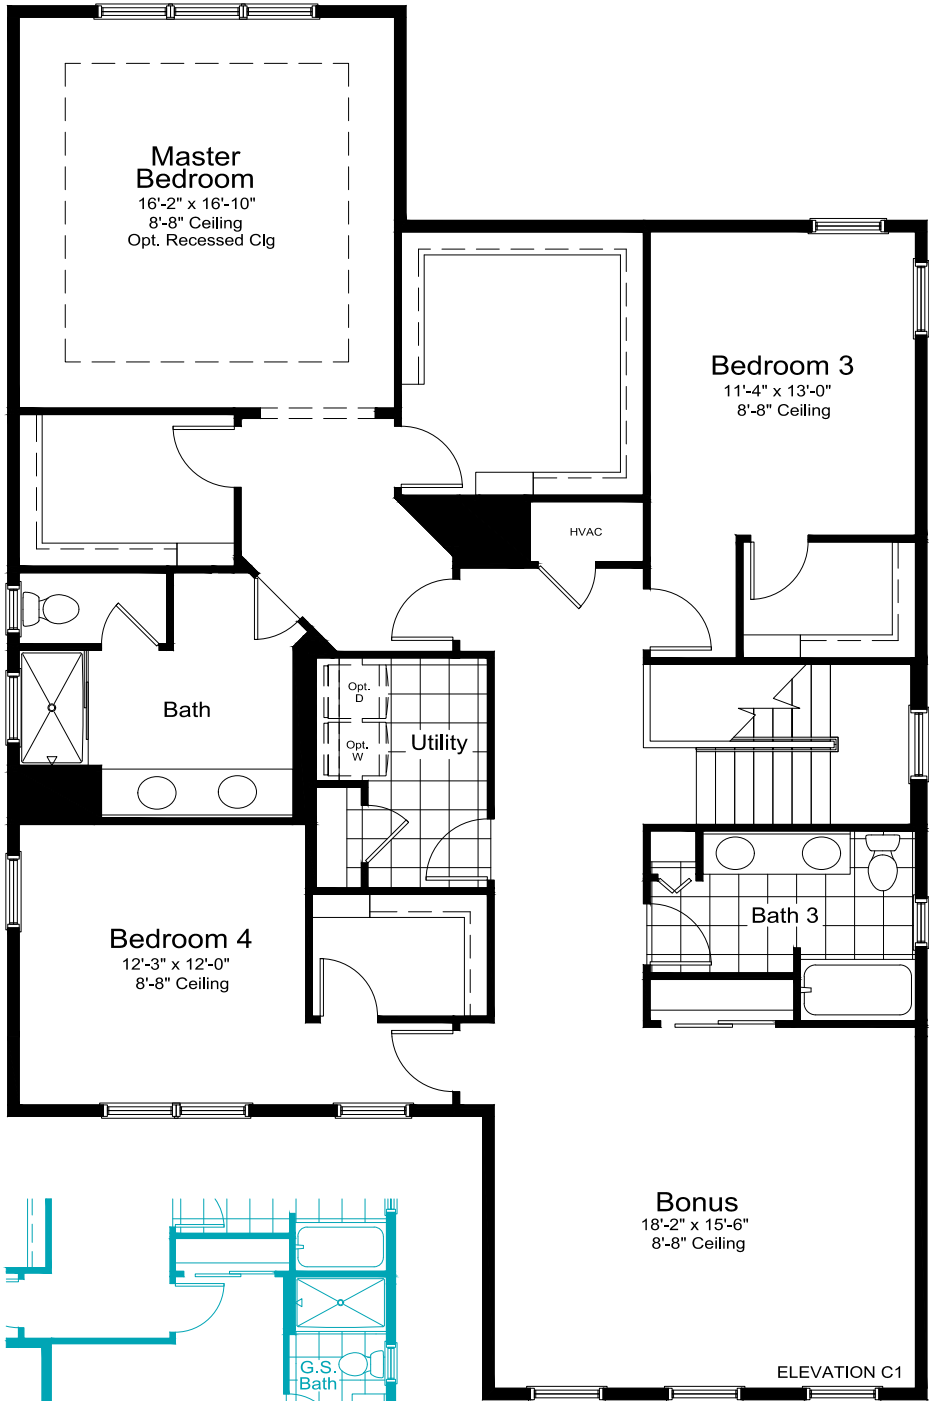 Master
Bedroom
16'-2" x 16'-10"
8'-8" Ceiling
Opt. Recessed Clg
Bedroom 3
11'-4" x 13'-0"
8'-8" Ceiling
HVAC
Opt.
D
Bath
Opt.
W
Utility
Bath 3
Bedroom 4
12'-3" x 12'-0"
8'-8" Ceiling
Bonus
18'-2" x 15'-6"
8'-8" Ceiling
G.S.
Bath
ELEVATION C1